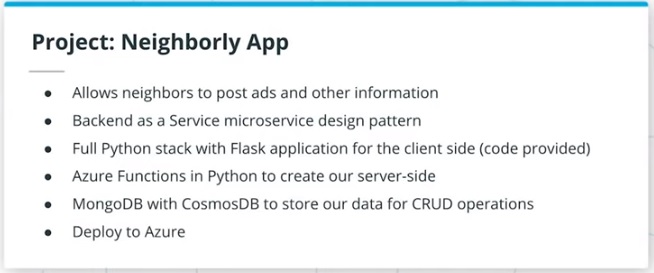 Project: Neighborly App
● Allows neighbors to post ads and other information
● Backend as a Service microservice design pattern
● Full Python stack with Flask application for the client side (code provided)
● Azure Functions in Python to create our server-side
● MongoDB with CosmosDB to store our data for CRUD operations
● Deploy to Azure